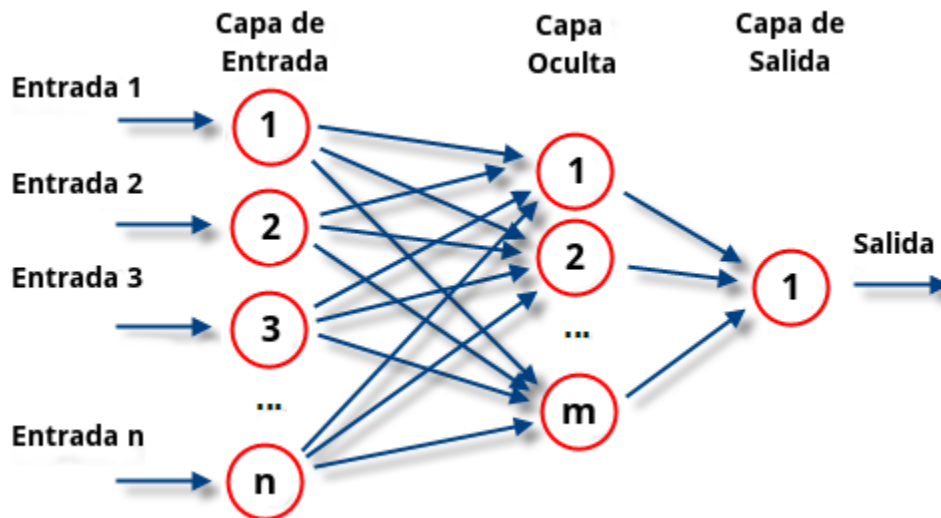 Capa de
Entrada
Capa
Oculta
Capa de
Salida
Entrada 1
1
Entrada 2
2
Entrada 3
3
...
Entrada n
n
1
2
...
m
1
Salida